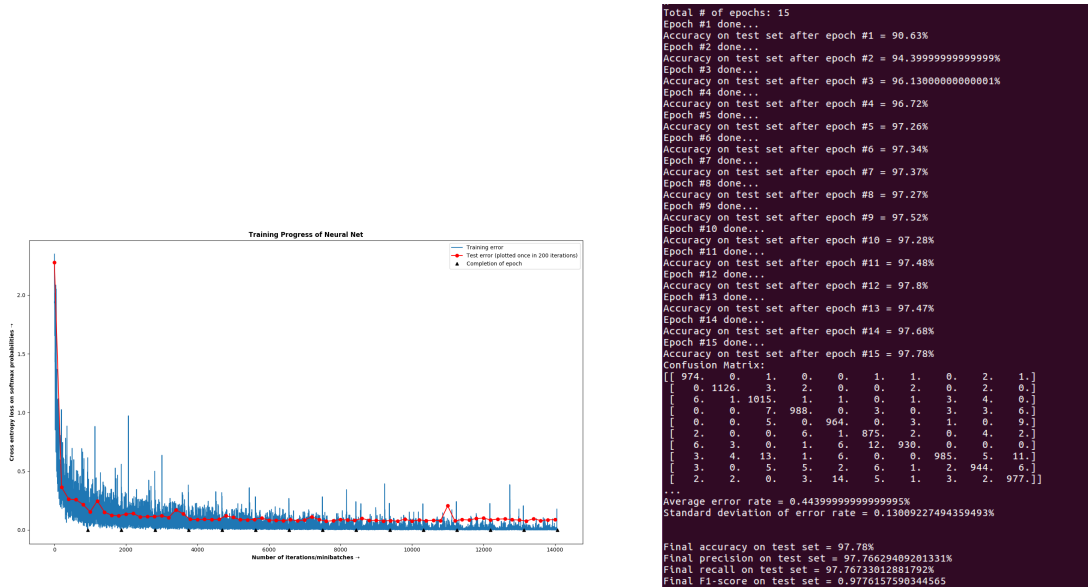 Training Progress of Neural Net
Training error
Test error (plotted once in 200 iterations)
Completion of epoch
2.0
1.5
1.0
0.5
0.0
Cross entropy loss on softmax probabilities →
0 2000 4000 6000 8000 10000 12000 14000
Number of iterations/minibatches →
Total # of epochs: 15
Epoch #1 done...
Accuracy on test set after epoch #1 = 90.63%
Epoch #2 done...
Accuracy on test set after epoch #2 = 94.39999999999999%
Epoch #3 done...
Accuracy on test set after epoch #3 = 96.13000000000001%
Epoch #4 done...
Accuracy on test set after epoch #4 = 96.72%
Epoch #5 done...
Accuracy on test set after epoch #5 = 97.26%
Epoch #6 done...
Accuracy on test set after epoch #6 = 97.34%
Epoch #7 done...
Accuracy on test set after epoch #7 = 97.37%
Epoch #8 done...
Accuracy on test set after epoch #8 = 97.27%
Epoch #9 done...
Accuracy on test set after epoch #9 = 97.52%
Epoch #10 done...
Accuracy on test set after epoch #10 = 97.28%
Epoch #11 done...
Accuracy on test set after epoch #11 = 97.48%
Epoch #12 done...
Accuracy on test set after epoch #12 = 97.8%
Epoch #13 done...
Accuracy on test set after epoch #13 = 97.47%
Epoch #14 done...
Accuracy on test set after epoch #14 = 97.68%
Epoch #15 done...
Accuracy on test set after epoch #15 = 97.78%
Confusion Matrix:
[[ 974. 0. 1. 0. 0. 1. 1. 0. 2. 1.]
[ 0. 1126. 3. 2. 0. 0. 2. 0. 2. 0.]
[ 6. 1. 1015. 1. 1. 0. 1. 3. 4. 0.]
[ 0. 0. 7. 988. 0. 3. 0. 3. 3. 6.]
[ 0. 0. 5. 0. 964. 0. 3. 1. 0. 9.]
[ 2. 0. 0. 6. 1. 875. 2. 0. 4. 2.]
[ 6. 3. 0. 1. 6. 12. 930. 0. 0. 0.]
[ 3. 4. 13. 1. 6. 0. 0. 985. 5. 11.]
[ 3. 0. 5. 5. 2. 6. 1. 2. 944. 6.]
[ 2. 2. 0. 3. 14. 5. 1. 3. 2. 977.]]
...
Average error rate = 0.44399999999999995%
Standard deviation of error rate = 0.13009227494359493%
Final accuracy on test set = 97.78%
Final precision on test set = 97.76629409201331%
Final recall on test set = 97.76733012881792%
Final F1-score on test set = 0.9776157590344565